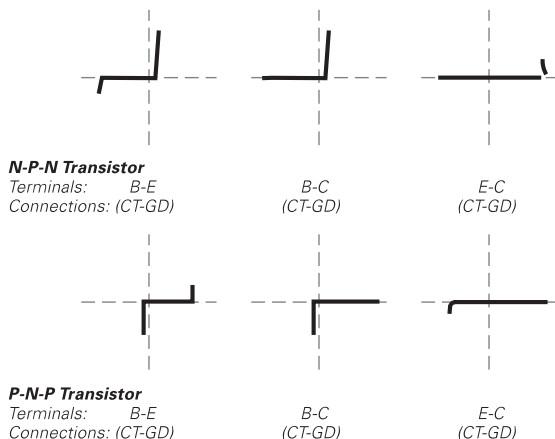 N-P-N Transistor
Terminals: B-E B-C E-C
Connections: (CT-GD) (CT-GD) (CT-GD)
P-N-P Transistor
Terminals: B-E B-C E-C
Connections: (CT-GD) (CT-GD) (CT-GD)